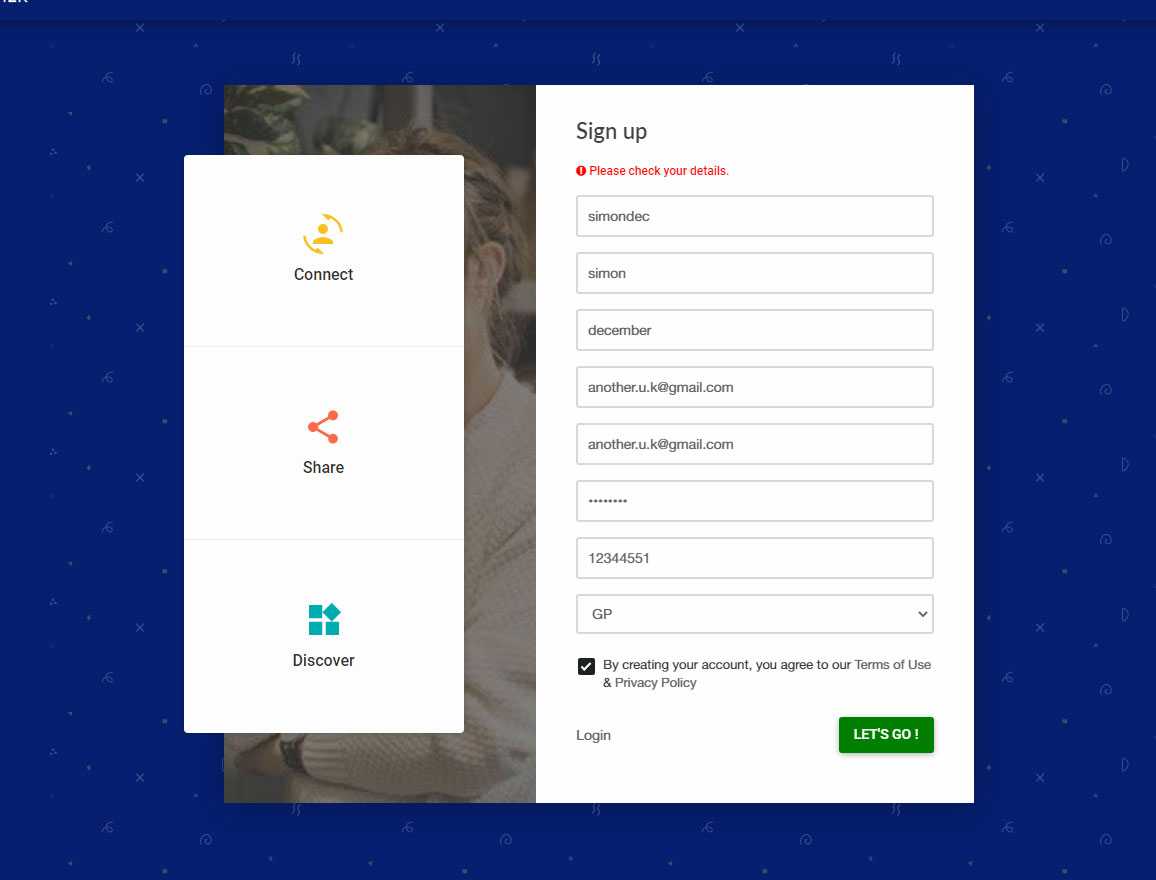 Sign up
Please check your details.
simondec
simon
december
another.u.k@gmail.com
another.u.k@gmail.com
••••••••
12344551
GP
By creating your account, you agree to our Terms of Use
& Privacy Policy
Login
LET'S GO !
Connect
Share
Discover